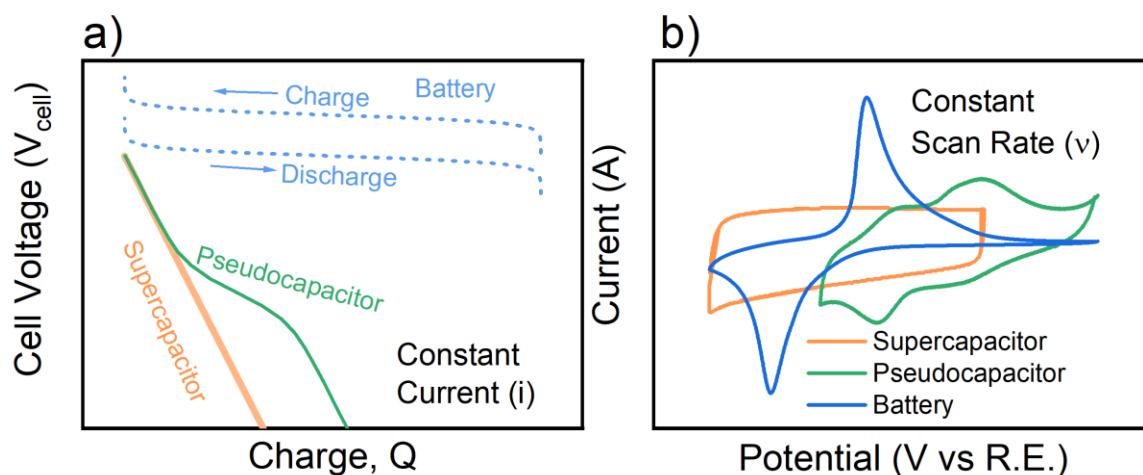 a)
Cell Voltage (V_cell)
Charge
Battery
Discharge
Supercapacitor
Pseudocapacitor
Constant
Current (i)
Charge, Q
b)
Current (A)
Constant
Scan Rate (ν)
Supercapacitor
Pseudocapacitor
Battery
Potential (V vs R.E.)